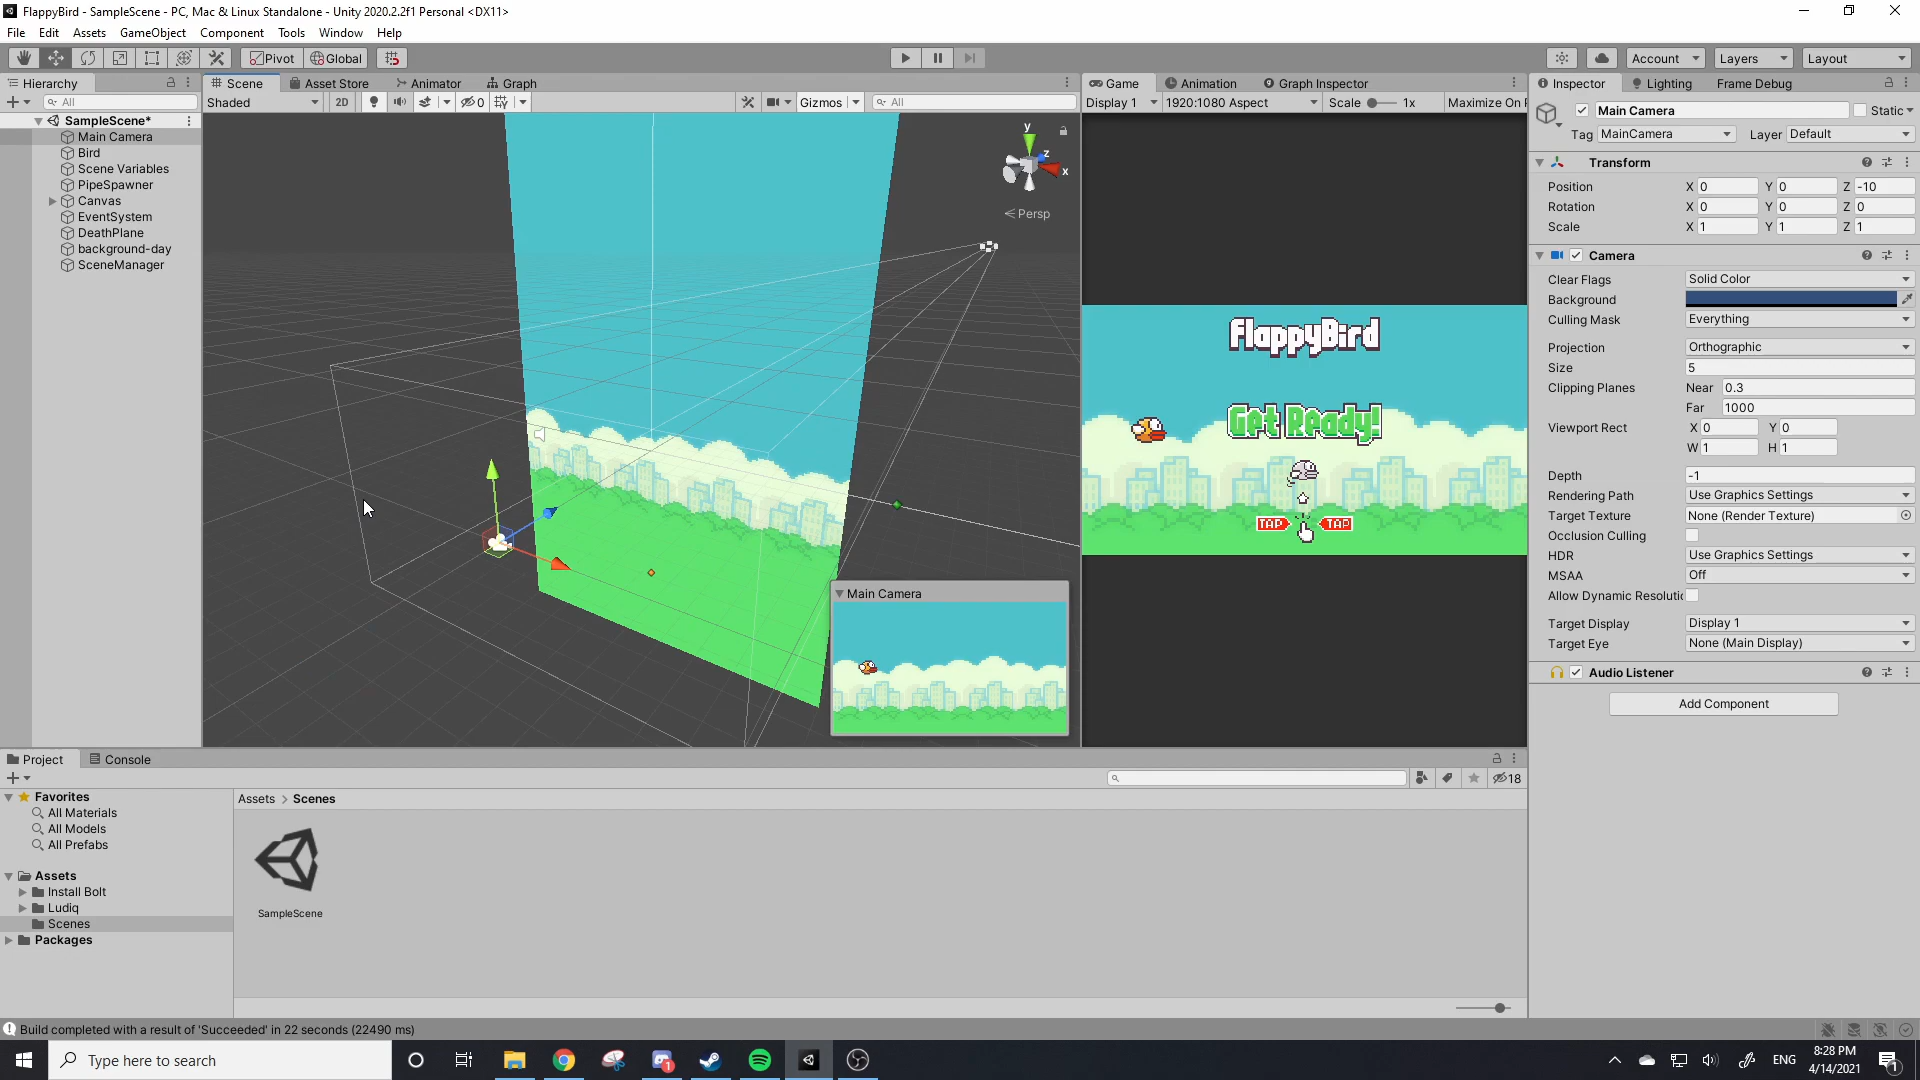 FlappyBird - SampleScene - PC, Mac & Linux Standalone - Unity 2020.2.2f1 Personal <DX11>
File Edit Assets GameObject Component Tools Window Help
Pivot Global Account Layers Layout
Hierarchy Scene Asset Store Animator Graph Game Animation Graph Inspector Inspector Lighting Frame Debug
All Shaded 2D 0 Gizmos All Display 1 1920:1080 Aspect Scale 1x Maximize On P
SampleScene*
Main Camera
Bird
Scene Variables
PipeSpawner
Canvas
EventSystem
DeathPlane
background-day
SceneManager
y
z
x
Persp
Main Camera
FlappyBird
Get Ready!
TAP TAP
Main Camera Static
Tag MainCamera Layer Default
Transform
Position X 0 Y 0 Z -10
Rotation X 0 Y 0 Z 0
Scale X 1 Y 1 Z 1
Camera
Clear Flags Solid Color
Background
Culling Mask Everything
Projection Orthographic
Size 5
Clipping Planes Near 0.3
Far 1000
Viewport Rect X 0 Y 0
W 1 H 1
Depth -1
Rendering Path Use Graphics Settings
Target Texture None (Render Texture)
Occlusion Culling
HDR Use Graphics Settings
MSAA Off
Allow Dynamic Resoluti
Target Display Display 1
Target Eye None (Main Display)
Audio Listener
Add Component
Project Console
18
Favorites
All Materials
All Models
All Prefabs
Assets
Install Bolt
Ludiq
Scenes
Packages
Assets > Scenes
SampleScene
Build completed with a result of 'Succeeded' in 22 seconds (22490 ms)
Type here to search
1
ENG
8:28 PM
4/14/2021
1